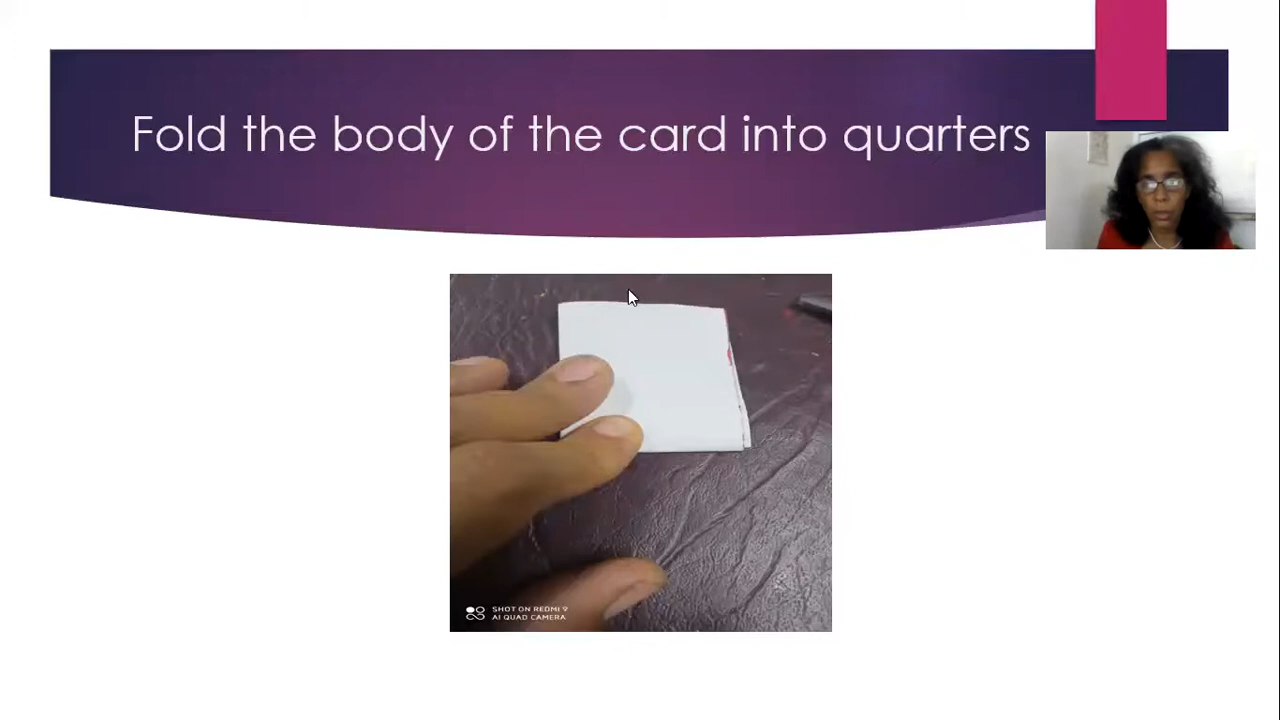 Fold the body of the card into quarters
SHOT ON REDMI 9
AI QUAD CAMERA